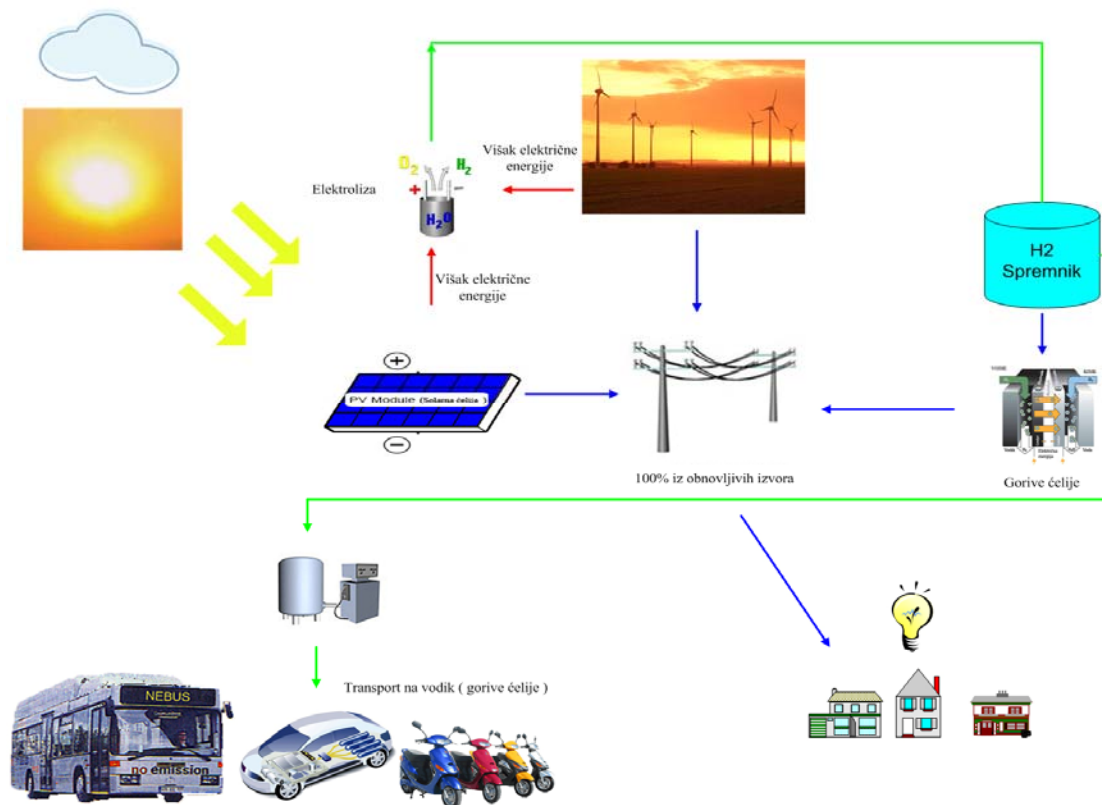 O₂ H₂
Višak električne
energije
Elektroliza
+
H₂O
Višak električne
energije
H2
Spremnik
+
PV Module (Solarna ćelija)
−
100% iz obnovljivih izvora
Gorive ćelije
Transport na vodik ( gorive ćelije )
NEBUS
no emission